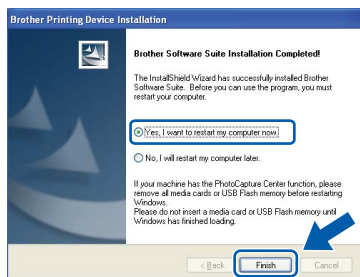 Brother Printing Device Installation
Brother Software Suite Installation Completed!
The InstallShield Wizard has successfully installed Brother
Software Suite. Before you can use the program, you must
restart your computer.
Yes, I want to restart my computer now.
No, I will restart my computer later.
If your machine has the PhotoCapture Center function, please
remove all media cards or USB Flash memory before restarting
Windows.
Please do not insert a media card or USB Flash memory until
Windows has finished loading.
< Back Finish Cancel